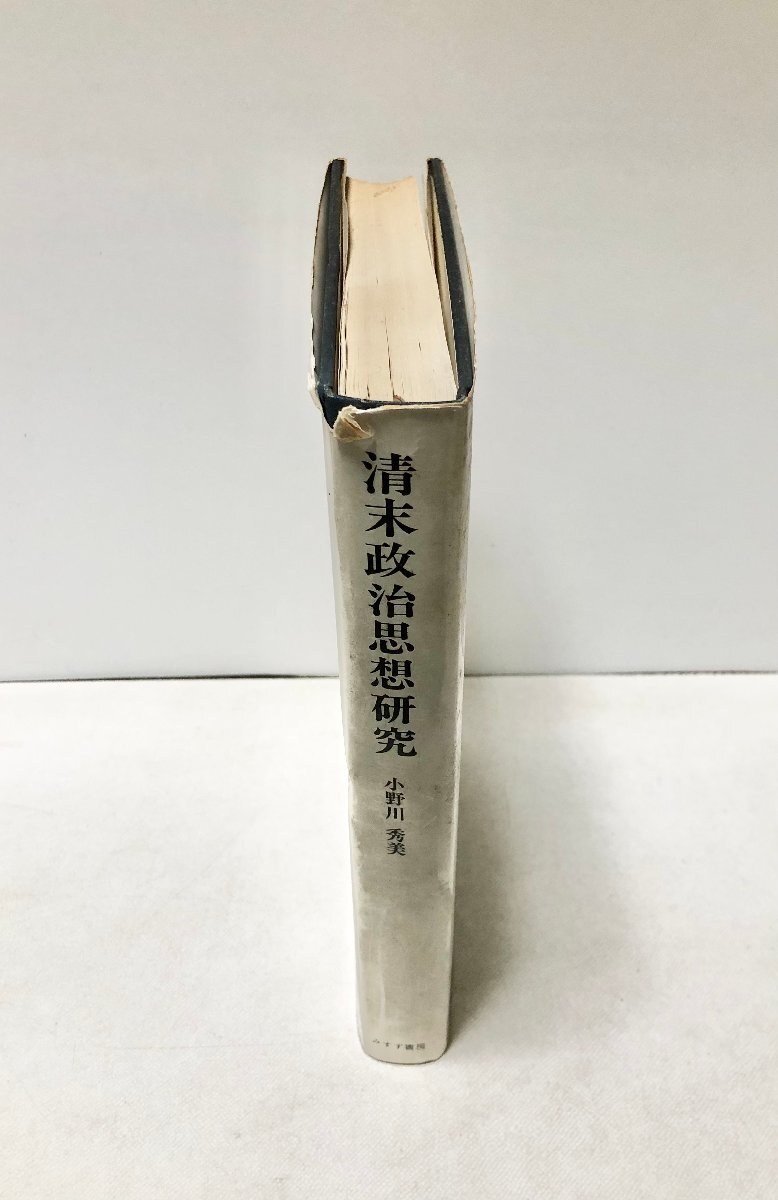 清末政治思想研究
小野川 秀美
みすず書房